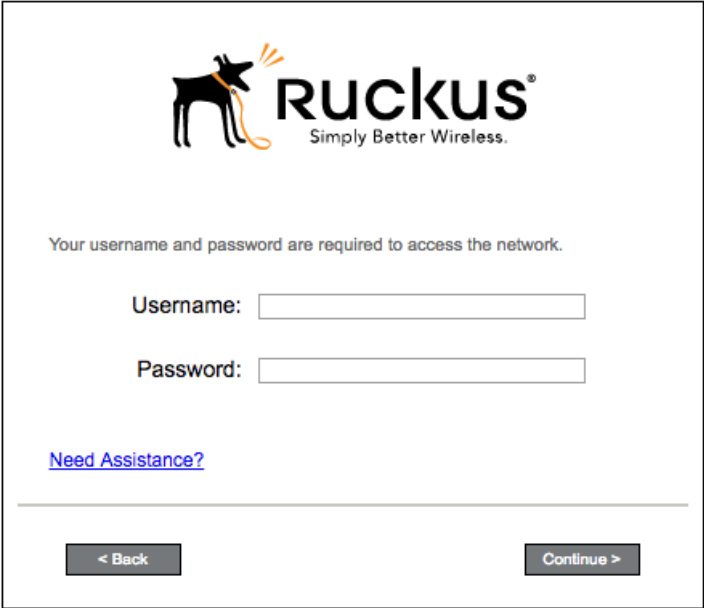 Ruckus®
Simply Better Wireless.
Your username and password are required to access the network.
Username:
Password:
Need Assistance?
< Back
Continue >